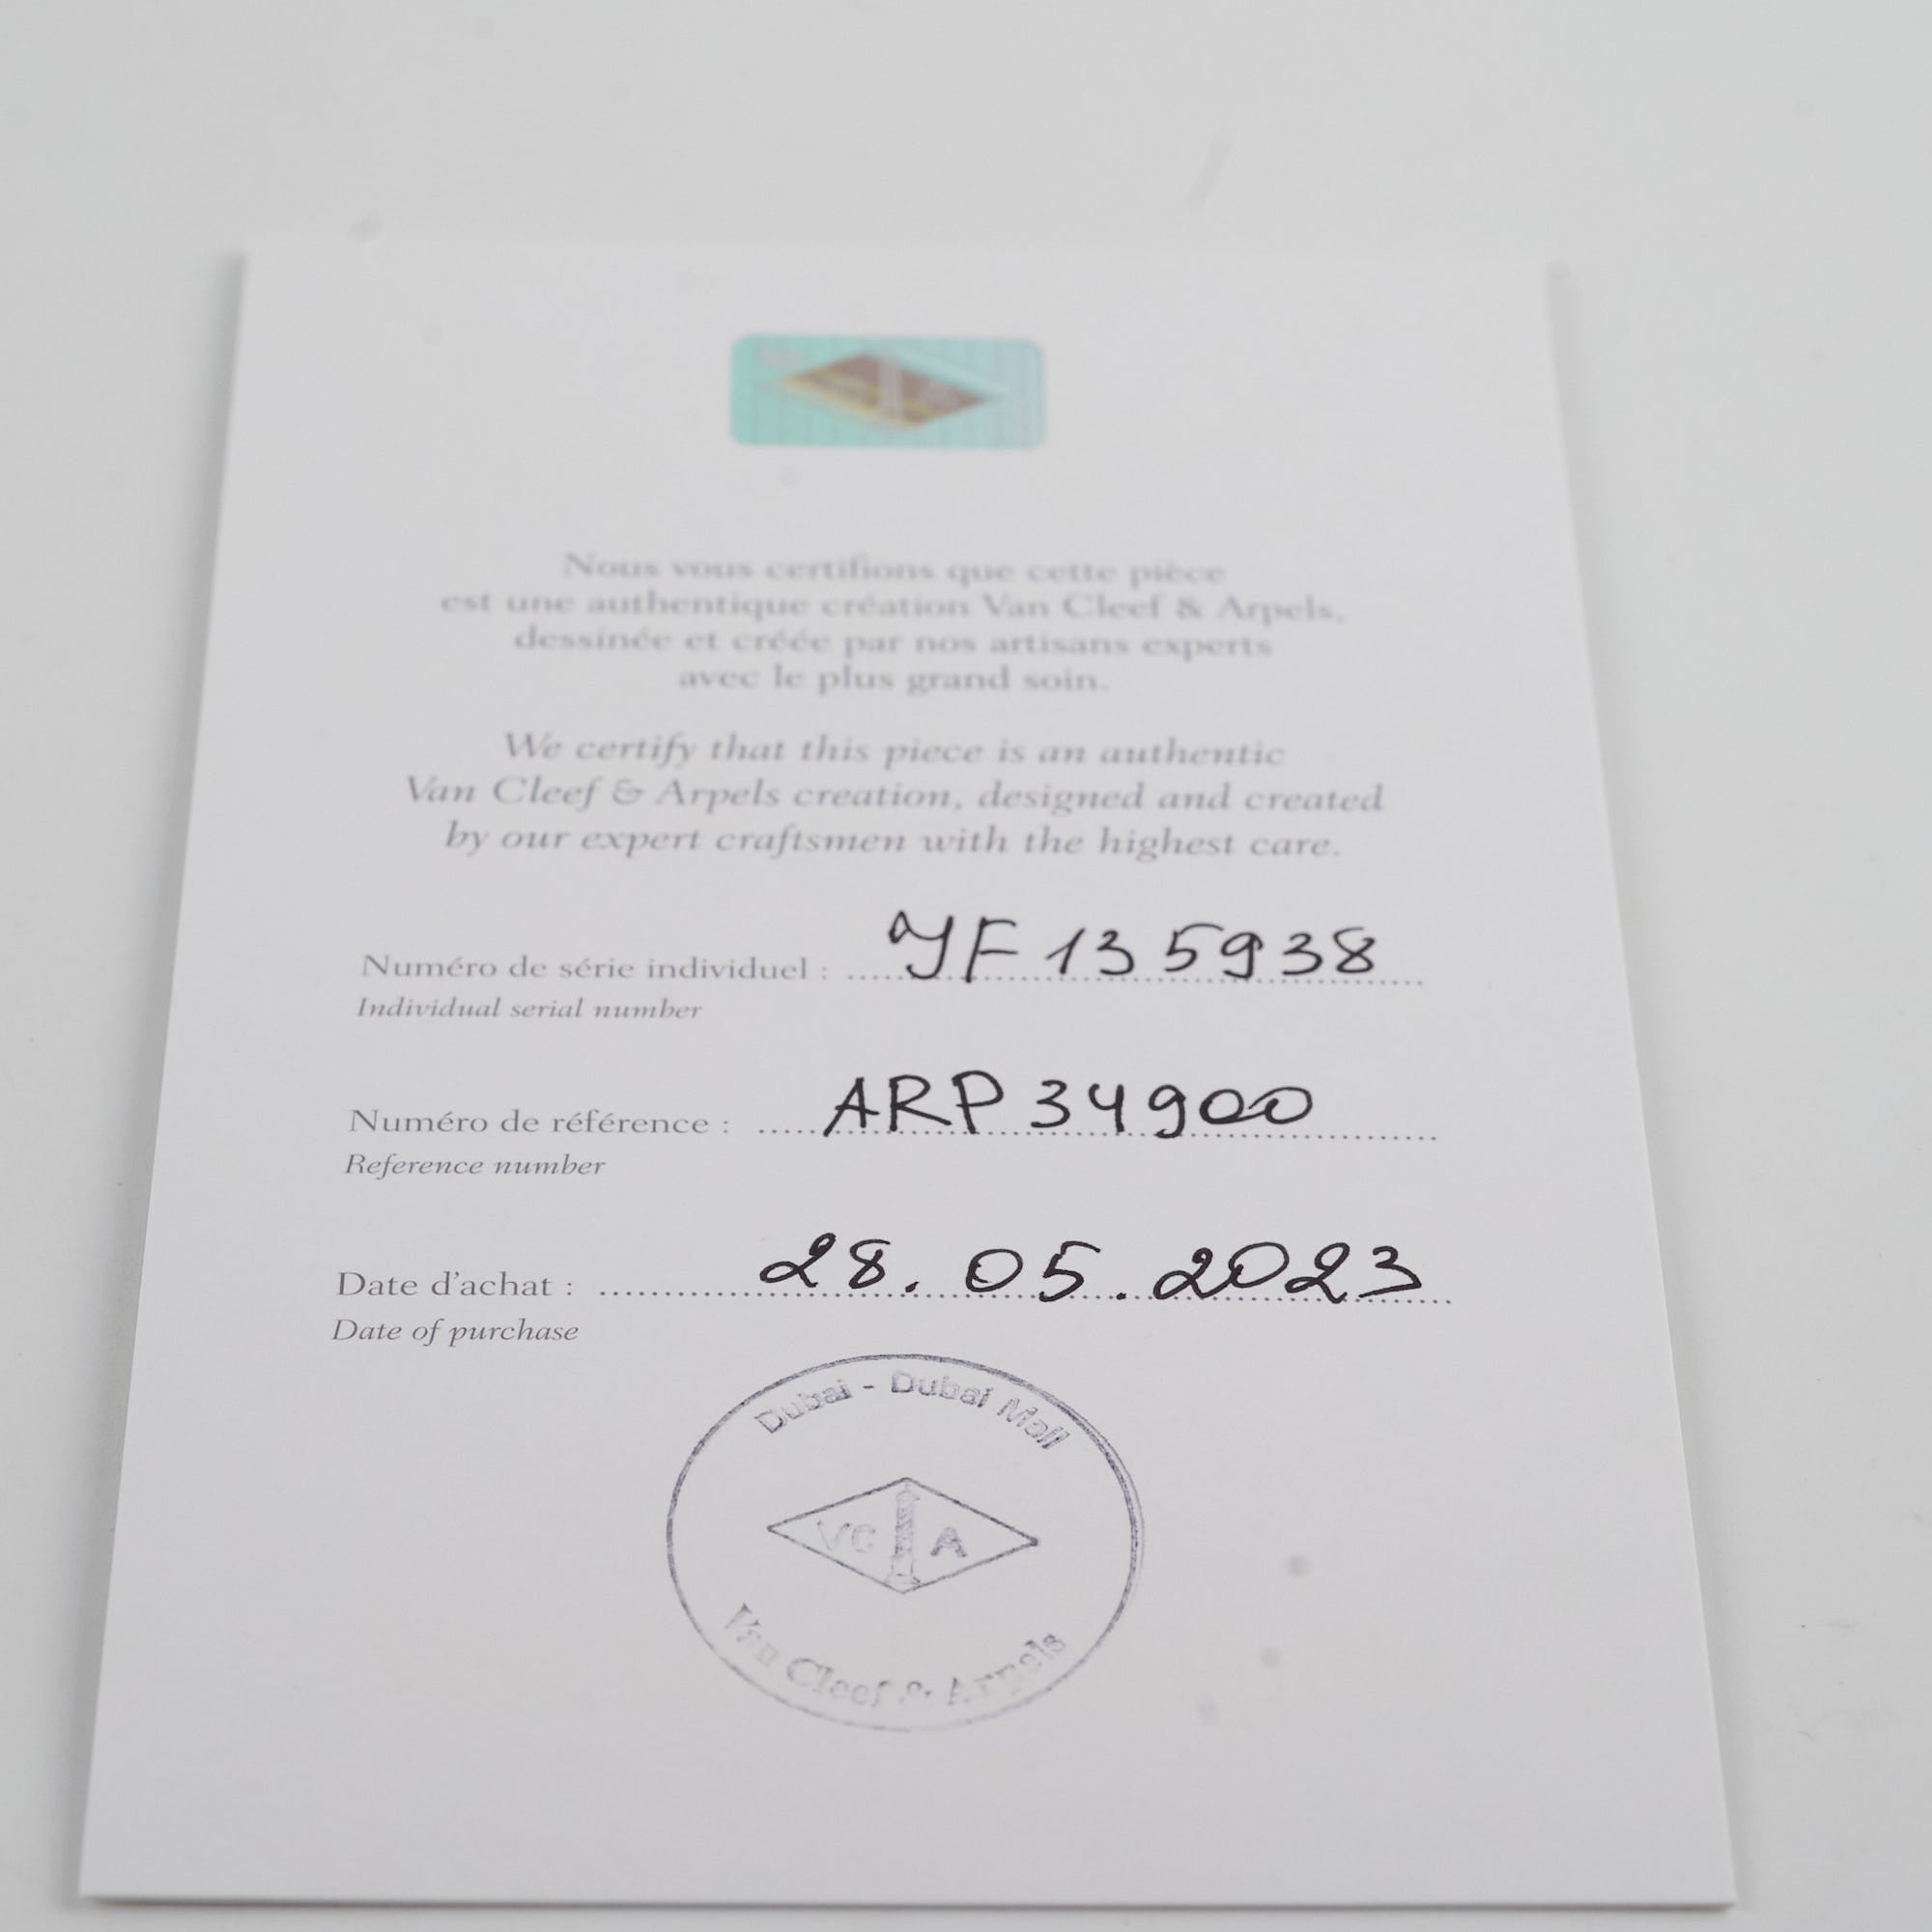 Nous vous certifions que cette pièce
est une authentique création Van Cleef & Arpels,
dessinée et créée par nos artisans experts
avec le plus grand soin.
We certify that this piece is an authentic
Van Cleef & Arpels creation, designed and created
by our expert craftsmen with the highest care.
Numéro de série individuel : JF135938
Individual serial number
Numéro de référence : ARP34900
Reference number
Date d'achat : 28.05.2023
Date of purchase
Dubai - Dubai Mall
VC A
Van Cleef & Arpels